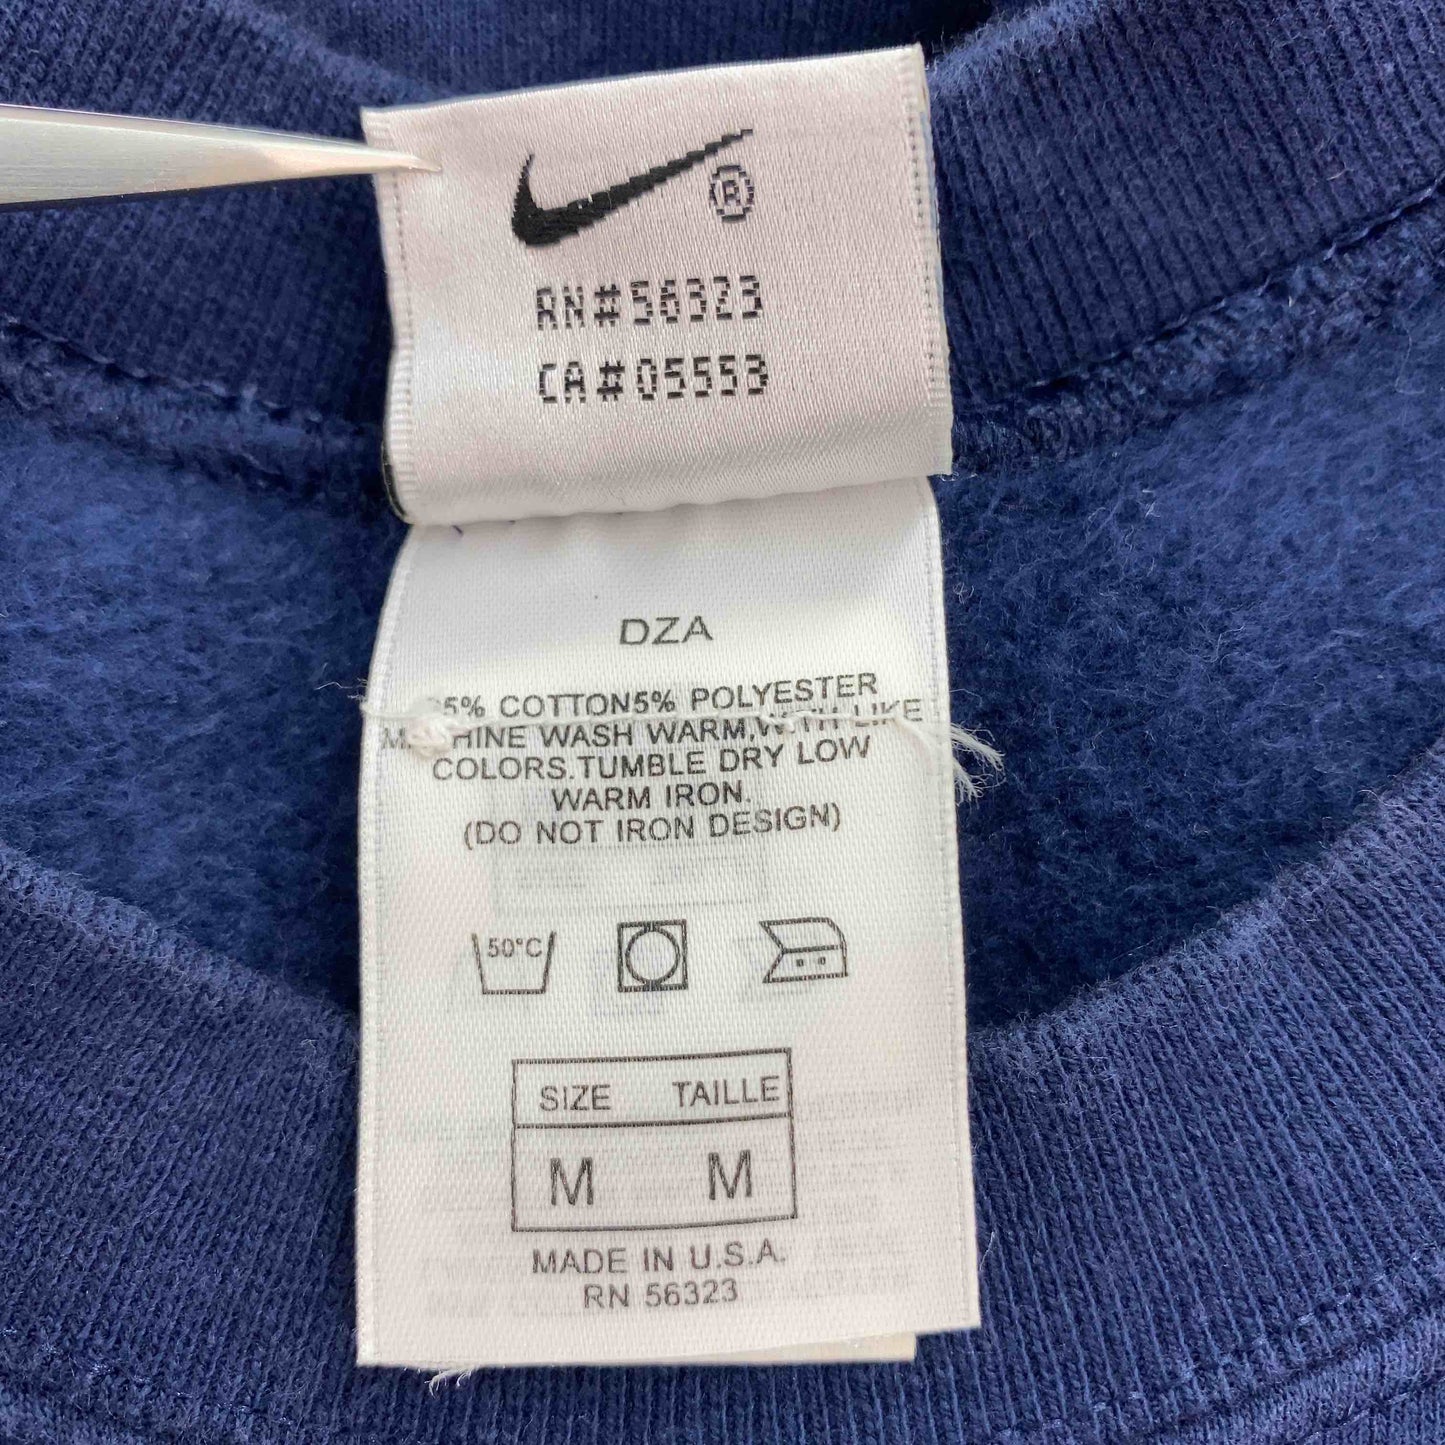 ®
RN#56323
CA#05553
DZA
5% COTTON5% POLYESTER
WASH WARM,WITH LIKE
COLORS.TUMBLE DRY LOW
WARM IRON.
(DO NOT IRON DESIGN)
50°C
SIZE TAILLE
M M
MADE IN U.S.A.
RN 56323